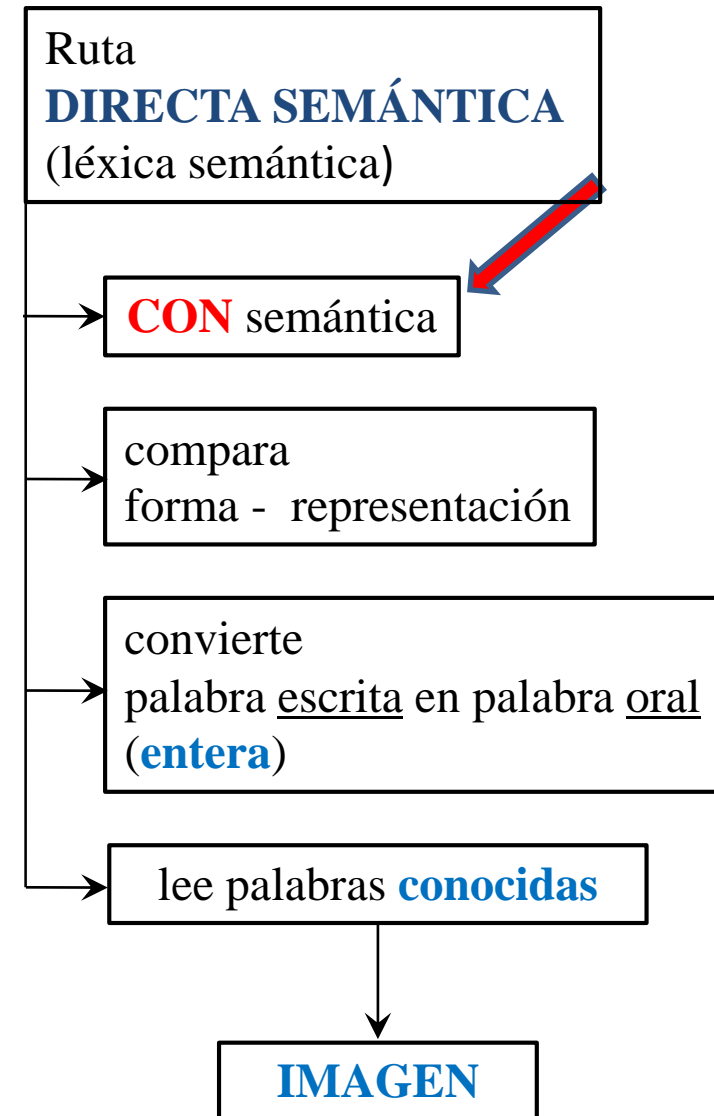 Ruta
DIRECTA SEMÁNTICA
(léxica semántica)
CON semántica
compara
forma - representación
convierte
palabra escrita en palabra oral
(entera)
lee palabras conocidas
IMAGEN